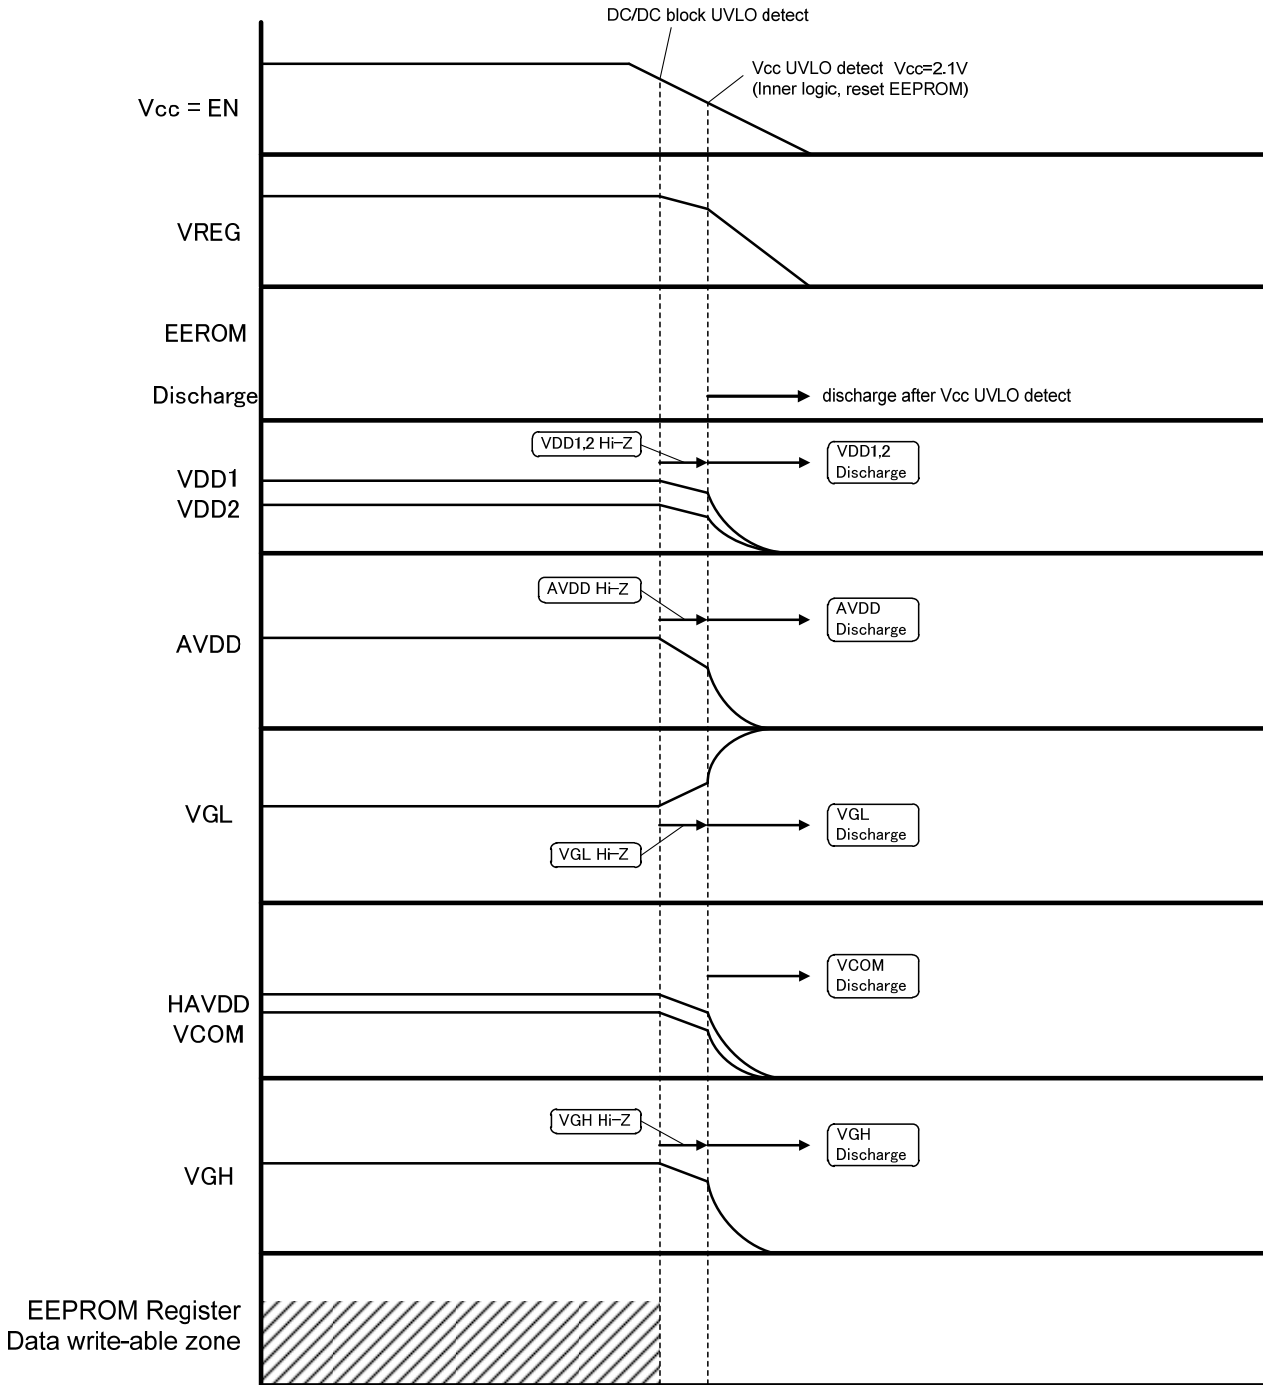 DC/DC block UVLO detect
Vcc UVLO detect Vcc=2.1V
(Inner logic, reset EEPROM)
Vcc = EN
VREG
EEROM
Discharge
discharge after Vcc UVLO detect
VDD1,2 Hi-Z
VDD1,2
Discharge
VDD1
VDD2
AVDD Hi-Z
AVDD
Discharge
AVDD
VGL
VGL
Discharge
VGL Hi-Z
VCOM
Discharge
HAVDD
VCOM
VGH Hi-Z
VGH
Discharge
VGH
EEPROM Register
Data write-able zone